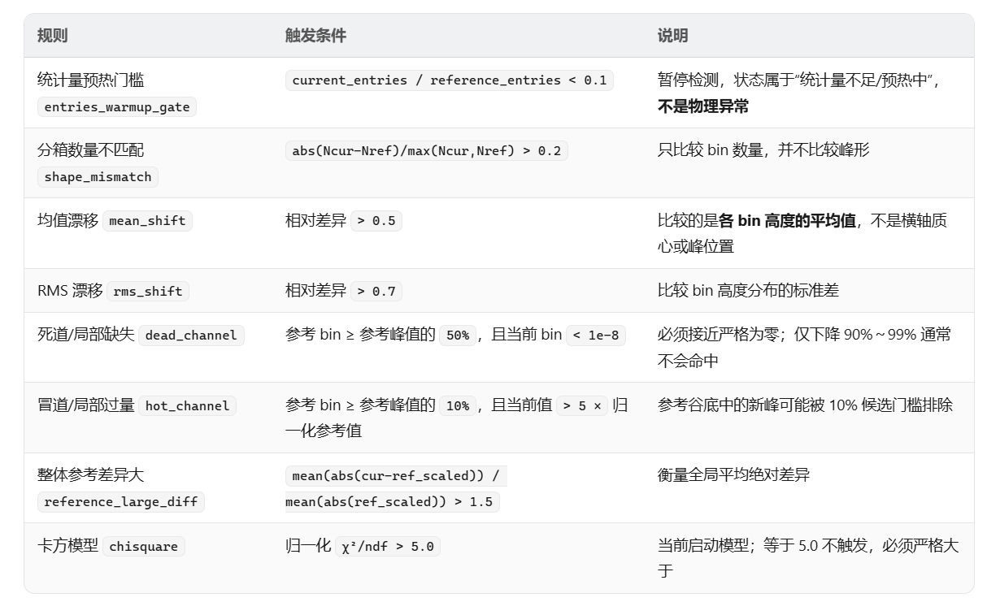 规则 触发条件 说明
统计量预热门槛 current_entries / reference_entries < 0.1 暂停检测，状态属于“统计量不足/预热中”，
entries_warmup_gate 不是物理异常
分箱数量不匹配 abs(Ncur-Nref)/max(Ncur,Nref) > 0.2 只比较 bin 数量，并不比较峰形
shape_mismatch
均值漂移 mean_shift 相对差异 > 0.5 比较的是各 bin 高度的平均值，不是横轴质
心或峰位置
RMS 漂移 rms_shift 相对差异 > 0.7 比较 bin 高度分布的标准差
死道/局部缺失 dead_channel 参考 bin ≥ 参考峰值的 50%，且当前 bin < 1e-8 必须接近严格为零；仅下降 90%～99% 通常
不会命中
冒道/局部过量 hot_channel 参考 bin ≥ 参考峰值的 10%，且当前值 > 5 × 归 参考谷底中的新峰可能被 10% 候选门槛排除
一化参考值
整体参考差异大 mean(abs(cur-ref_scaled)) / 衡量全局平均绝对差异
reference_large_diff mean(abs(ref_scaled)) > 1.5
卡方模型 chisquare 归一化 χ²/ndf > 5.0 当前启动模型；等于 5.0 不触发，必须严格大
于